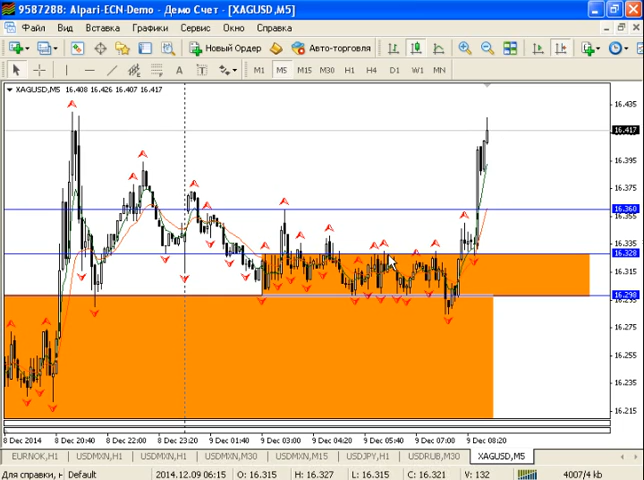 9587288: Alpari-ECN-Demo - Демо Счет - [XAGUSD,M5]
Файл Вид Вставка Графики Сервис Окно Справка
Новый Ордер Авто-торговля
A T M1 M5 M15 M30 H1 H4 D1 W1 MN
XAGUSD,M5 16.408 16.426 16.407 16.417
16.435
16.417
16.395
16.375
16.360
16.355
16.335
16.328
16.315
16.298
16.275
16.255
16.235
16.215
8 Dec 2014 8 Dec 20:40 8 Dec 22:00 8 Dec 23:20 9 Dec 01:40 9 Dec 03:00 9 Dec 04:20 9 Dec 05:40 9 Dec 07:00 9 Dec 08:20
EURNOK,H1 USDMXN,H1 USDMXN,H1 USDMXN,M30 USDMXN,M15 USDJPY,H1 USDRUB,M30 XAGUSD,M5
Для справки, н Default 2014.12.09 06:15 O: 16.315 H: 16.327 L: 16.315 C: 16.321 V: 132 4007/4 kb